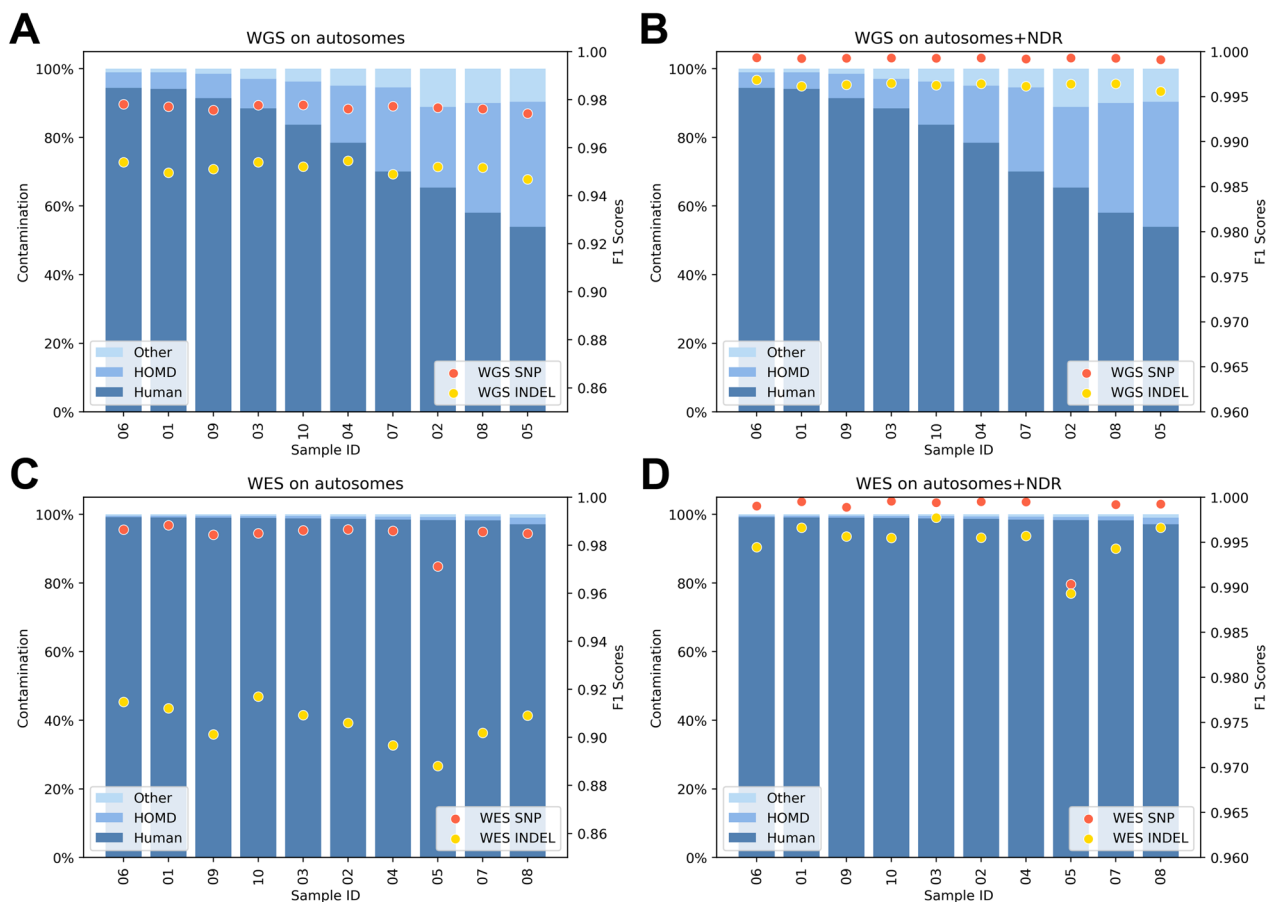 A
WGS on autosomes
100%
80%
60%
40%
20%
0%
Contamination
1.00
0.98
0.96
0.94
0.92
0.90
0.88
0.86
F1 Scores
Other
HOMD
Human
WGS SNP
WGS INDEL
06 01 09 03 10 04 07 02 08 05
Sample ID
B
WGS on autosomes+NDR
100%
80%
60%
40%
20%
0%
Contamination
1.000
0.995
0.990
0.985
0.980
0.975
0.970
0.965
0.960
F1 Scores
Other
HOMD
Human
WGS SNP
WGS INDEL
06 01 09 03 10 04 07 02 08 05
Sample ID
C
WES on autosomes
100%
80%
60%
40%
20%
0%
Contamination
1.00
0.98
0.96
0.94
0.92
0.90
0.88
0.86
F1 Scores
Other
HOMD
Human
WES SNP
WES INDEL
06 01 09 10 03 02 04 05 07 08
Sample ID
D
WES on autosomes+NDR
100%
80%
60%
40%
20%
0%
Contamination
1.000
0.995
0.990
0.985
0.980
0.975
0.970
0.965
0.960
F1 Scores
Other
HOMD
Human
WES SNP
WES INDEL
06 01 09 10 03 02 04 05 07 08
Sample ID